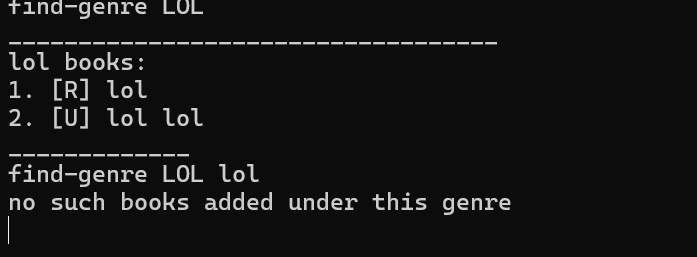 find-genre LOL
___________________________________
lol books:
1. [R] lol
2. [U] lol lol
_____________
find-genre LOL lol
no such books added under this genre